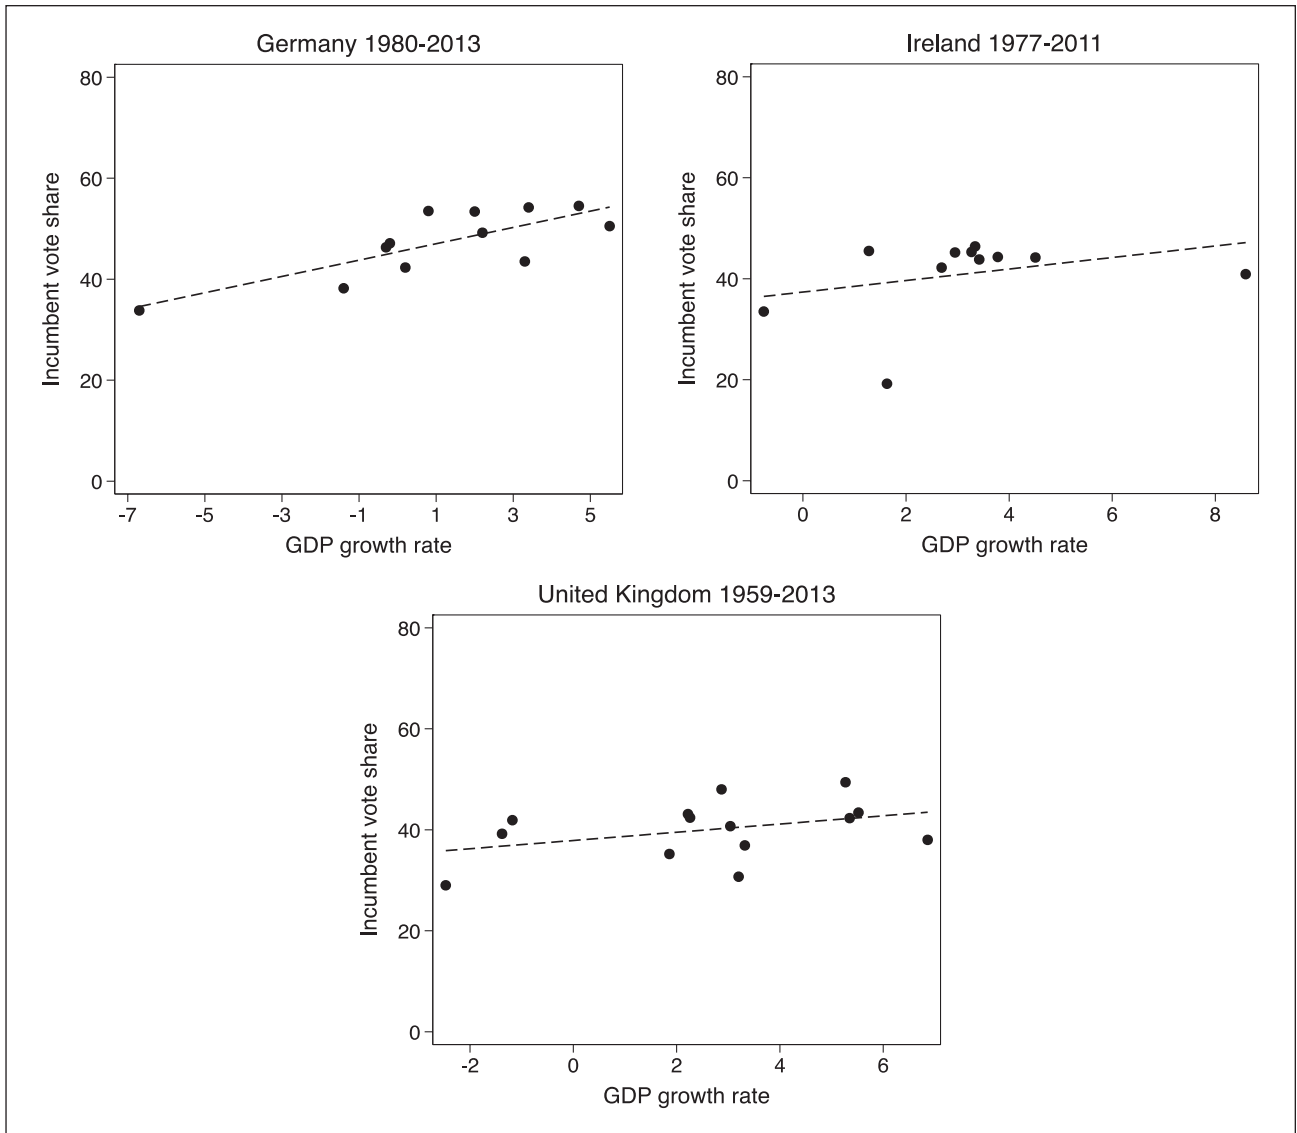 Germany 1980-2013
80
60
40
20
0
Incumbent vote share
-7 -5 -3 -1 1 3 5
GDP growth rate
Ireland 1977-2011
80
60
40
20
0
Incumbent vote share
0 2 4 6 8
GDP growth rate
United Kingdom 1959-2013
80
60
40
20
0
Incumbent vote share
-2 0 2 4 6
GDP growth rate